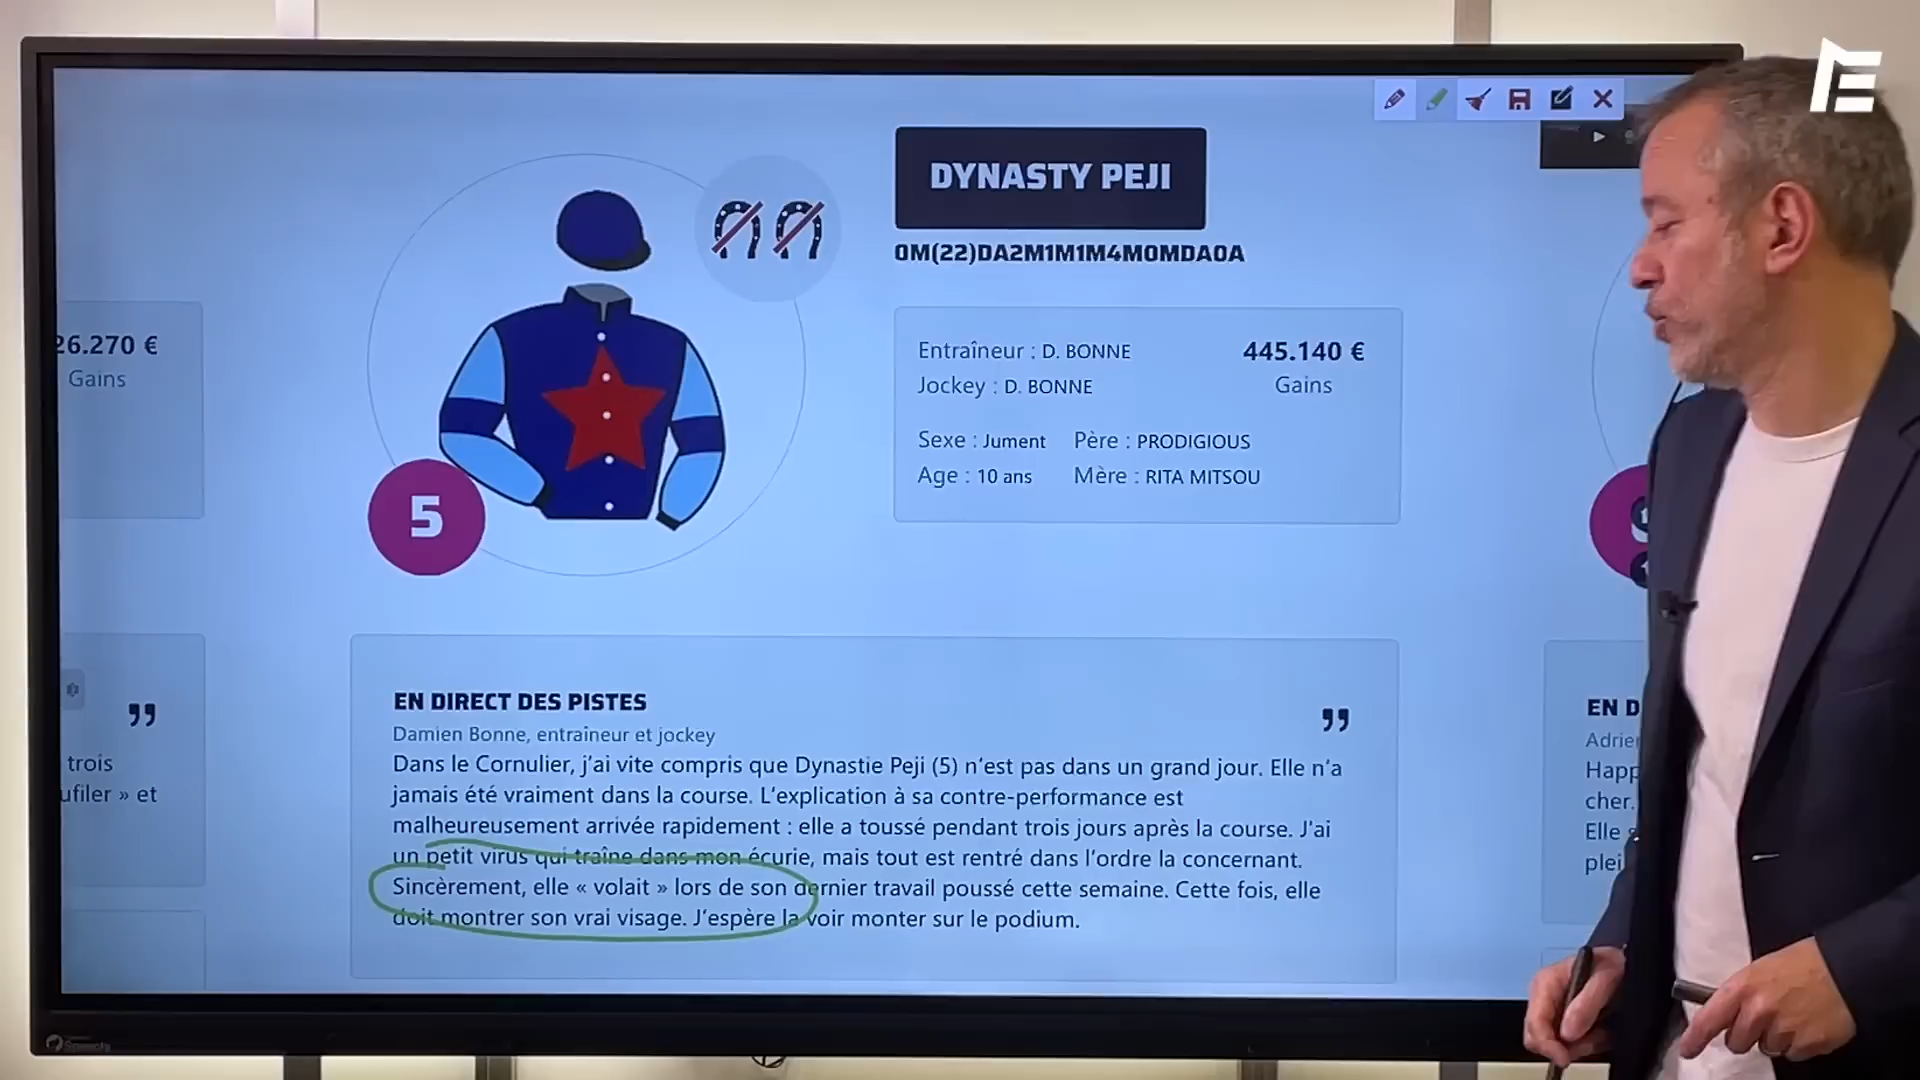 DYNASTY PEJI
0M(22)DA2M1M1M4M0MDA0A
26.270 €
Gains
Entraîneur : D. BONNE
445.140 €
Jockey : D. BONNE
Gains
Sexe : Jument
Père : PRODIGIOUS
Age : 10 ans
Mère : RITA MITSOU
5
trois
ufiler » et
EN DIRECT DES PISTES
Damien Bonne, entraineur et jockey
Dans le Cornulier, j'ai vite compris que Dynastie Peji (5) n'est pas dans un grand jour. Elle n'a
jamais été vraiment dans la course. L'explication à sa contre-performance est
malheureusement arrivée rapidement : elle a toussé pendant trois jours après la course. J'ai
un petit virus qui traîne dans mon écurie, mais tout est rentré dans l'ordre la concernant.
Sincèrement, elle « volait » lors de son dernier travail poussé cette semaine. Cette fois, elle
doit montrer son vrai visage. J'espère la voir monter sur le podium.
EN D
Adrie
Happ
cher.
Elle
plei
Speechi